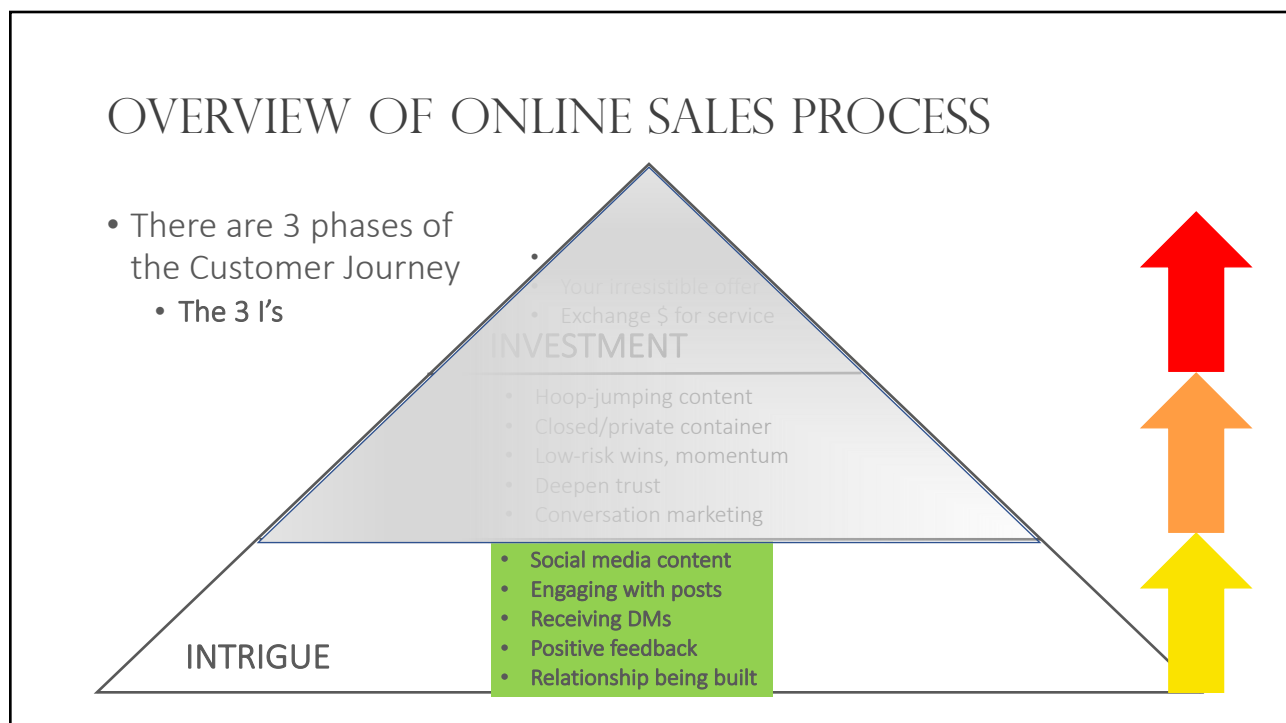 OVERVIEW OF ONLINE SALES PROCESS
• There are 3 phases of
the Customer Journey
• The 3 I's
•
• Your irresistible offer
• Exchange $ for service
INVESTMENT
• Hoop-jumping content
• Closed/private container
• Low-risk wins, momentum
• Deepen trust
• Conversation marketing
• Social media content
• Engaging with posts
• Receiving DMs
• Positive feedback
• Relationship being built
INTRIGUE